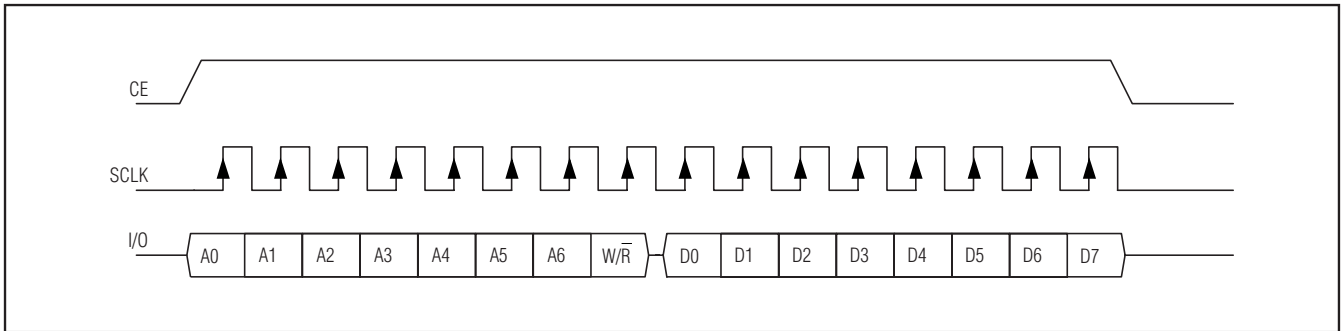 CE
SCLK
I/O
A0 A1 A2 A3 A4 A5 A6 W/R̅ D0 D1 D2 D3 D4 D5 D6 D7